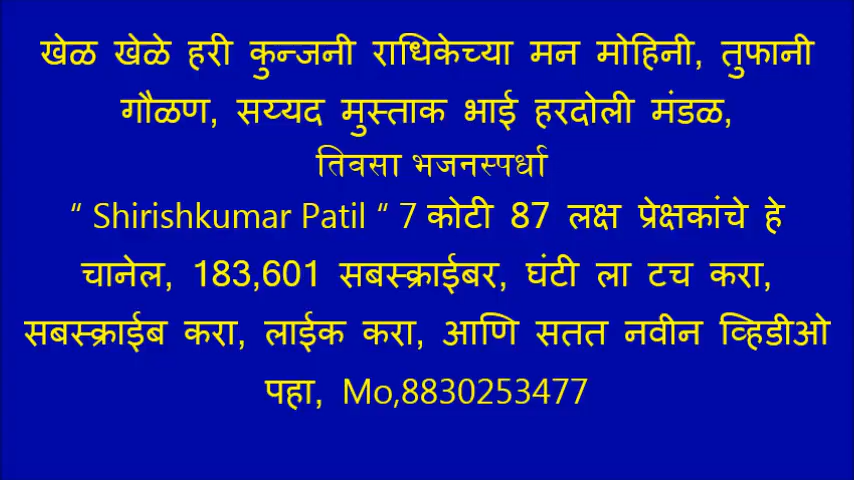 खेळ खेळे हरी कुन्जनी राधिकेच्या मन मोहिनी, तुफानी
गौळण, सय्यद मुस्ताक भाई हरदोली मंडळ,
तिवसा भजनस्पर्धा
“ Shirishkumar Patil “ 7 कोटी 87 लक्ष प्रेक्षकांचे हे
चानेल, 183,601 सबस्क्राईबर, घंटी ला टच करा,
सबस्क्राईब करा, लाईक करा, आणि सतत नवीन व्हिडीओ
पहा, Mo,8830253477